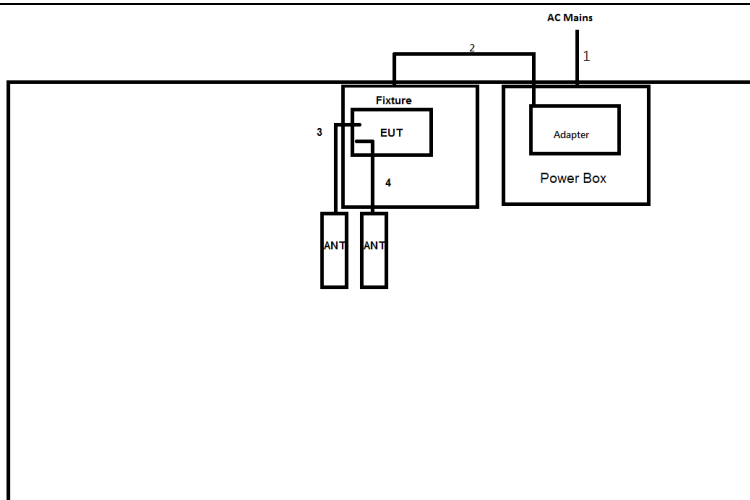 AC Mains
2
1
Fixture
3
EUT
Adapter
4
Power Box
ANT
ANT